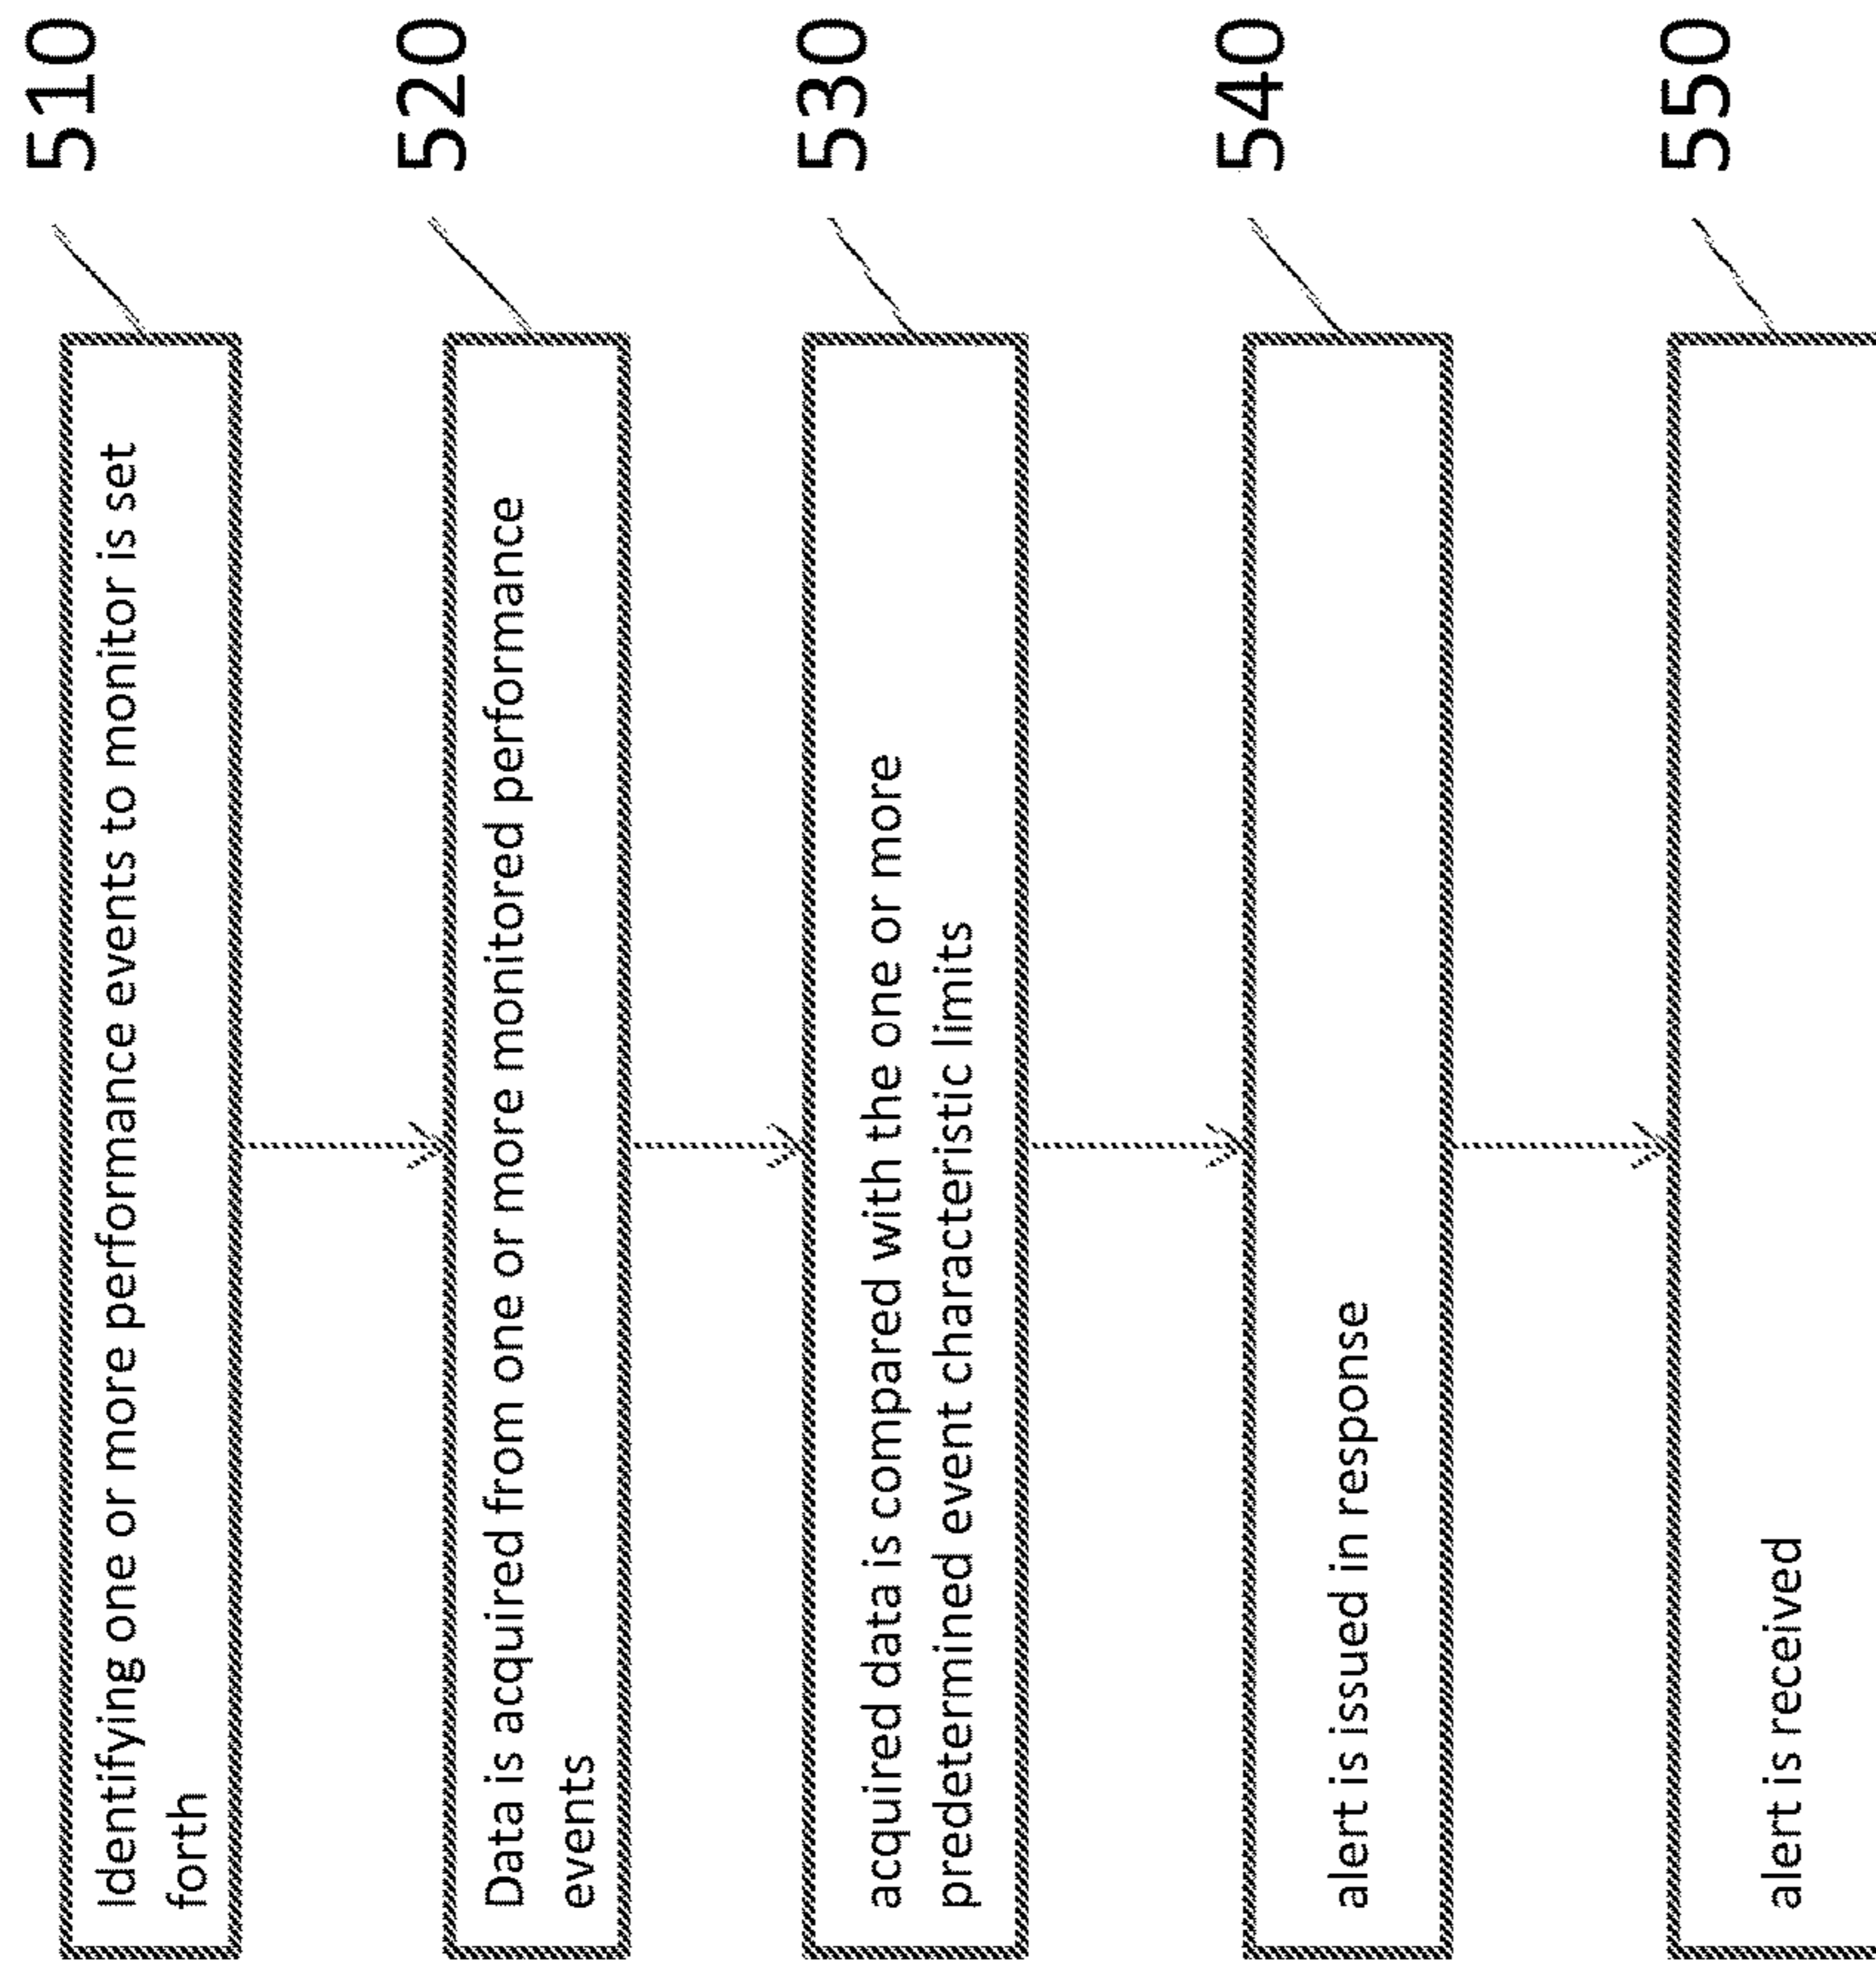 510
Identifying one or more performance events to monitor is set
forth
520
Data is acquired from one or more monitored performance
events
530
acquired data is compared with the one or more
predetermined event characteristic limits
540
alert is issued in response
550
alert is received